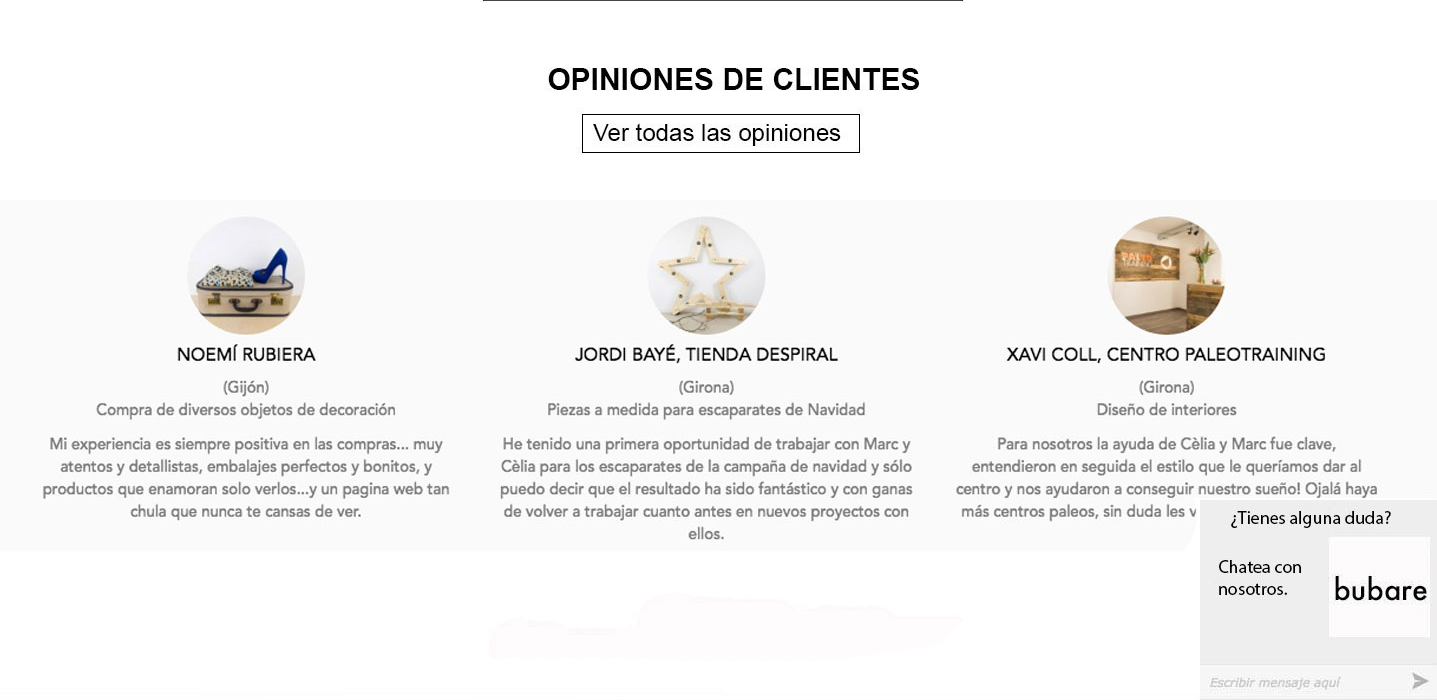 OPINIONES DE CLIENTES
Ver todas las opiniones
NOEMÍ RUBIERA
(Gijón)
Compra de diversos objetos de decoración
Mi experiencia es siempre positiva en las compras... muy
atentos y detallistas, embalajes perfectos y bonitos, y
productos que enamoran solo verlos...y un pagina web tan
chula que nunca te cansas de ver.
JORDI BAYÉ, TIENDA DESPIRAL
(Girona)
Piezas a medida para escaparates de Navidad
He tenido una primera oportunidad de trabajar con Marc y
Cèlia para los escaparates de la campaña de navidad y sólo
puedo decir que el resultado ha sido fantástico y con ganas
de volver a trabajar cuanto antes en nuevos proyectos con
ellos.
XAVI COLL, CENTRO PALEOTRAINING
(Girona)
Diseño de interiores
Para nosotros la ayuda de Cèlia y Marc fue clave,
entendieron en seguida el estilo que le queríamos dar al
centro y nos ayudaron a conseguir nuestro sueño! Ojalá haya
más centros paleos, sin duda les
¿Tienes alguna duda?
Chatea con
nosotros.
bubare
Escribir mensaje aquí